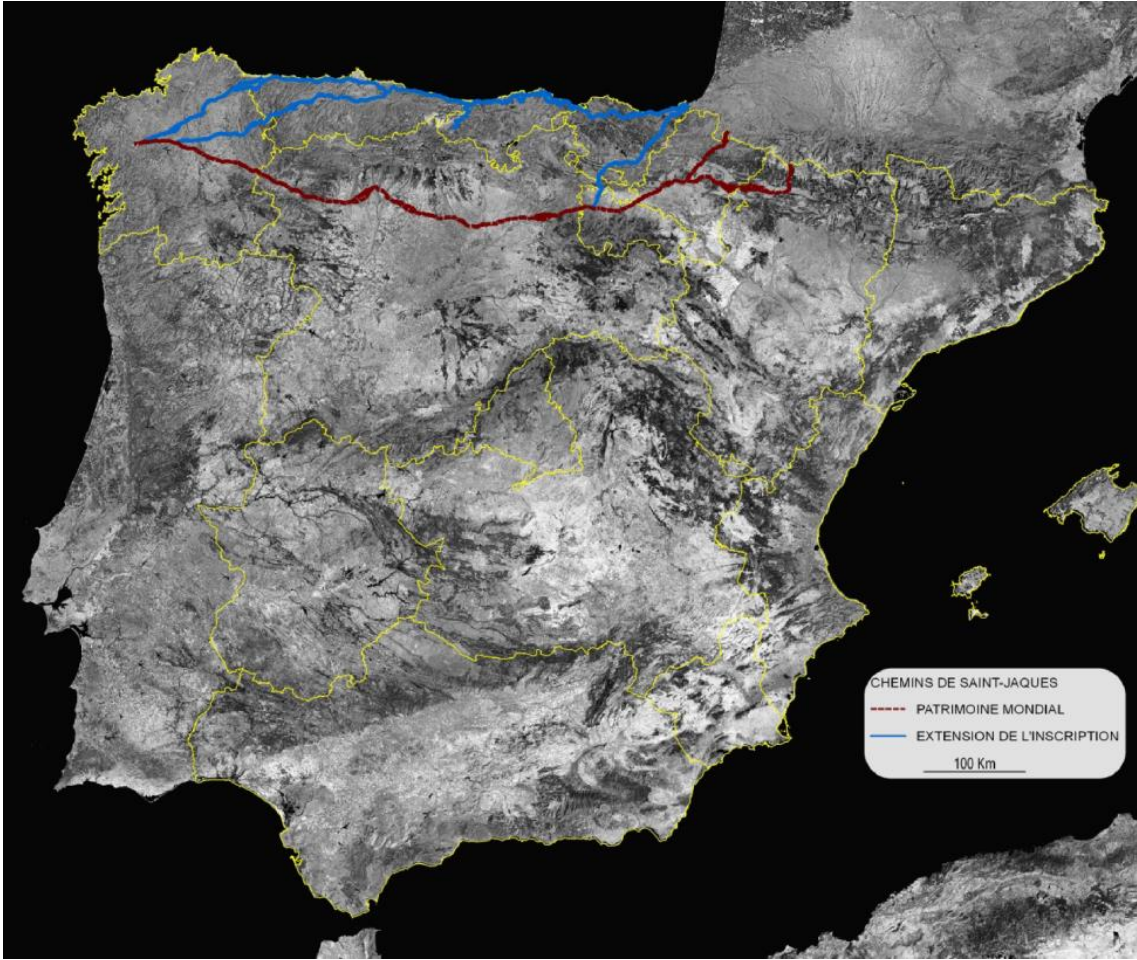 CHEMINS DE SAINT-JAQUES
PATRIMOINE MONDIAL
EXTENSION DE L'INSCRIPTION
100 Km